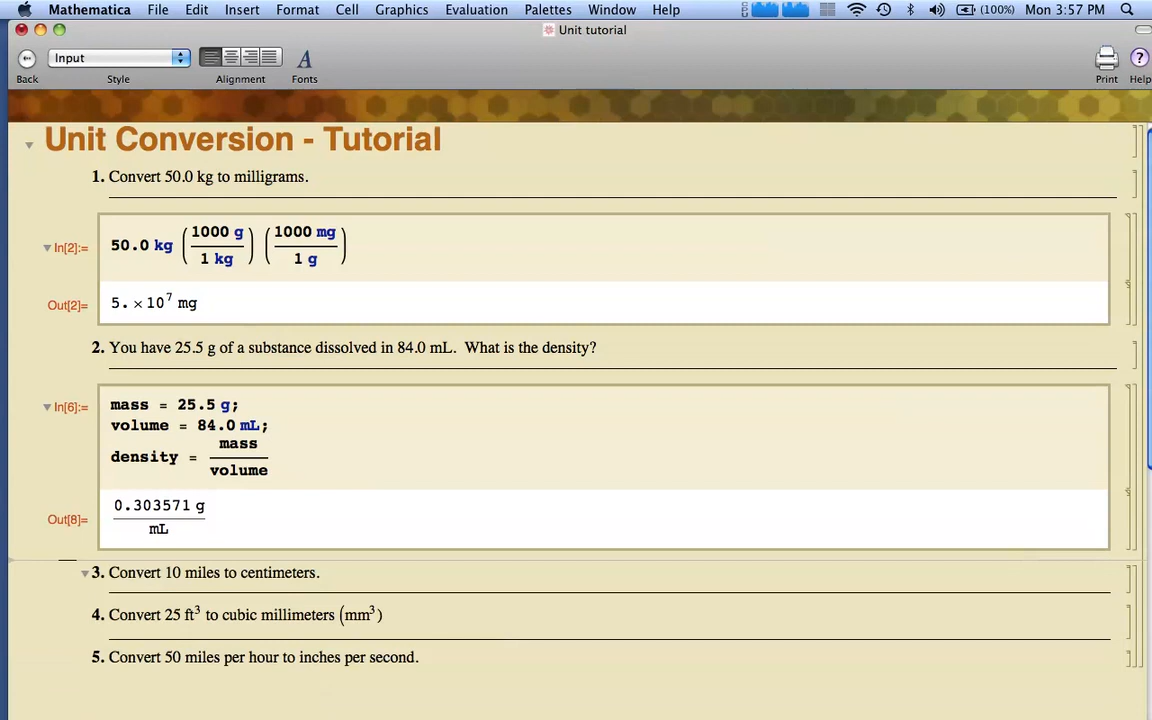 Mathematica File Edit Insert Format Cell Graphics Evaluation Palettes Window Help (100%) Mon 3:57 PM
Unit tutorial
Input
Back Style Alignment Fonts Print Help
Unit Conversion - Tutorial
1. Convert 50.0 kg to milligrams.
In[2]:= 50.0 kg (1000 g / 1 kg) (1000 mg / 1 g)
Out[2]= 5. × 10^7 mg
2. You have 25.5 g of a substance dissolved in 84.0 mL. What is the density?
In[6]:= mass = 25.5 g;
volume = 84.0 mL;
density = mass / volume
Out[8]= 0.303571 g / mL
3. Convert 10 miles to centimeters.
4. Convert 25 ft³ to cubic millimeters (mm³)
5. Convert 50 miles per hour to inches per second.